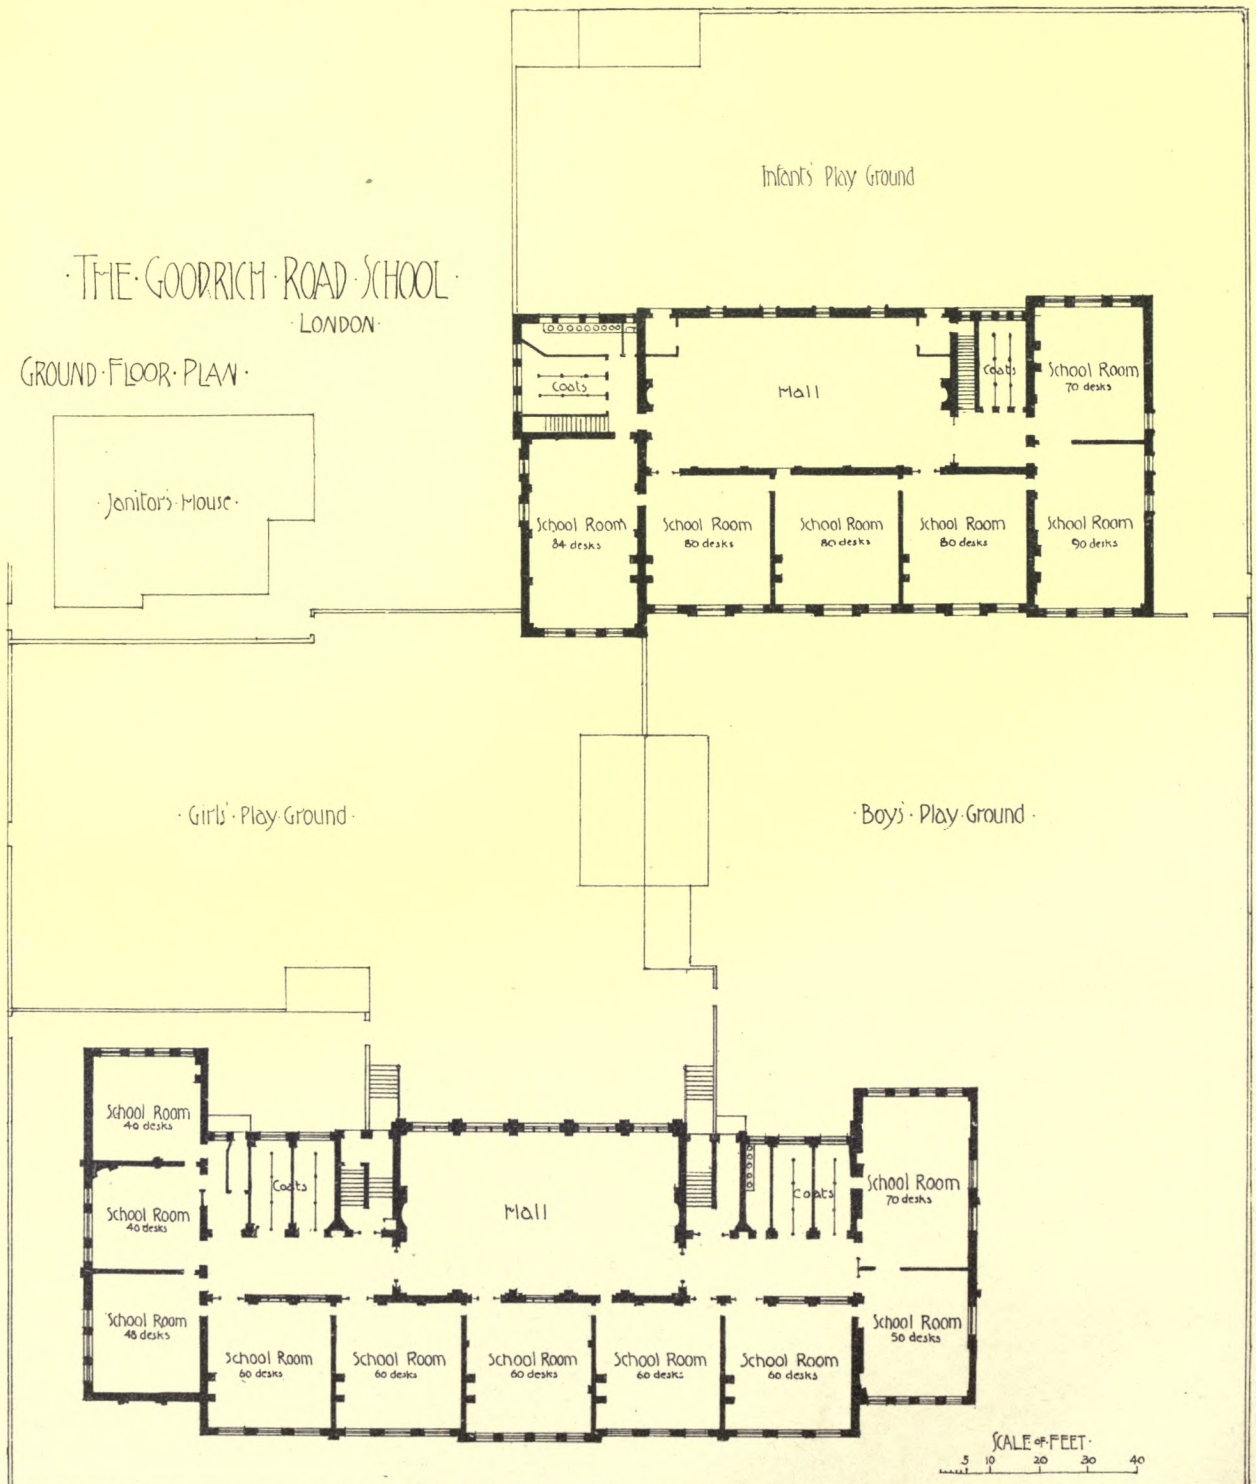 Infants' Play Ground
·THE·GOODRICH·ROAD·SCHOOL·
·LONDON·
GROUND·FLOOR·PLAN·
·Janitor's·House·
Coats
Hall
Coats
School Room
70 desks
School Room
84 desks
School Room
80 desks
School Room
80 desks
School Room
80 desks
School Room
90 desks
·Girls'·Play·Ground·
·Boys'·Play·Ground·
School Room
40 desks
School Room
40 desks
Coats
Hall
Coats
School Room
70 desks
School Room
48 desks
School Room
50 desks
School Room
60 desks
School Room
60 desks
School Room
60 desks
School Room
60 desks
School Room
60 desks
SCALE OF FEET·
5 10 20 30 40